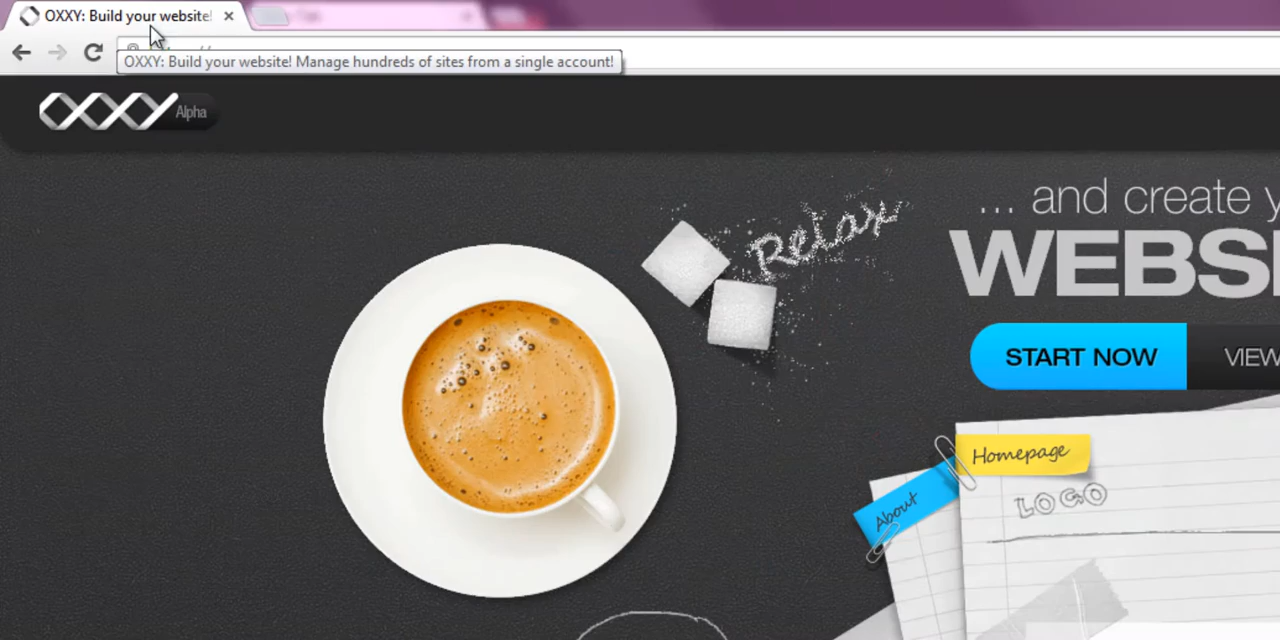 OXXY: Build your website!
OXXY: Build your website! Manage hundreds of sites from a single account!
OXXY Alpha
Relax
... and create y
WEBSI
START NOW
VIEW
Homepage
About
LOGO